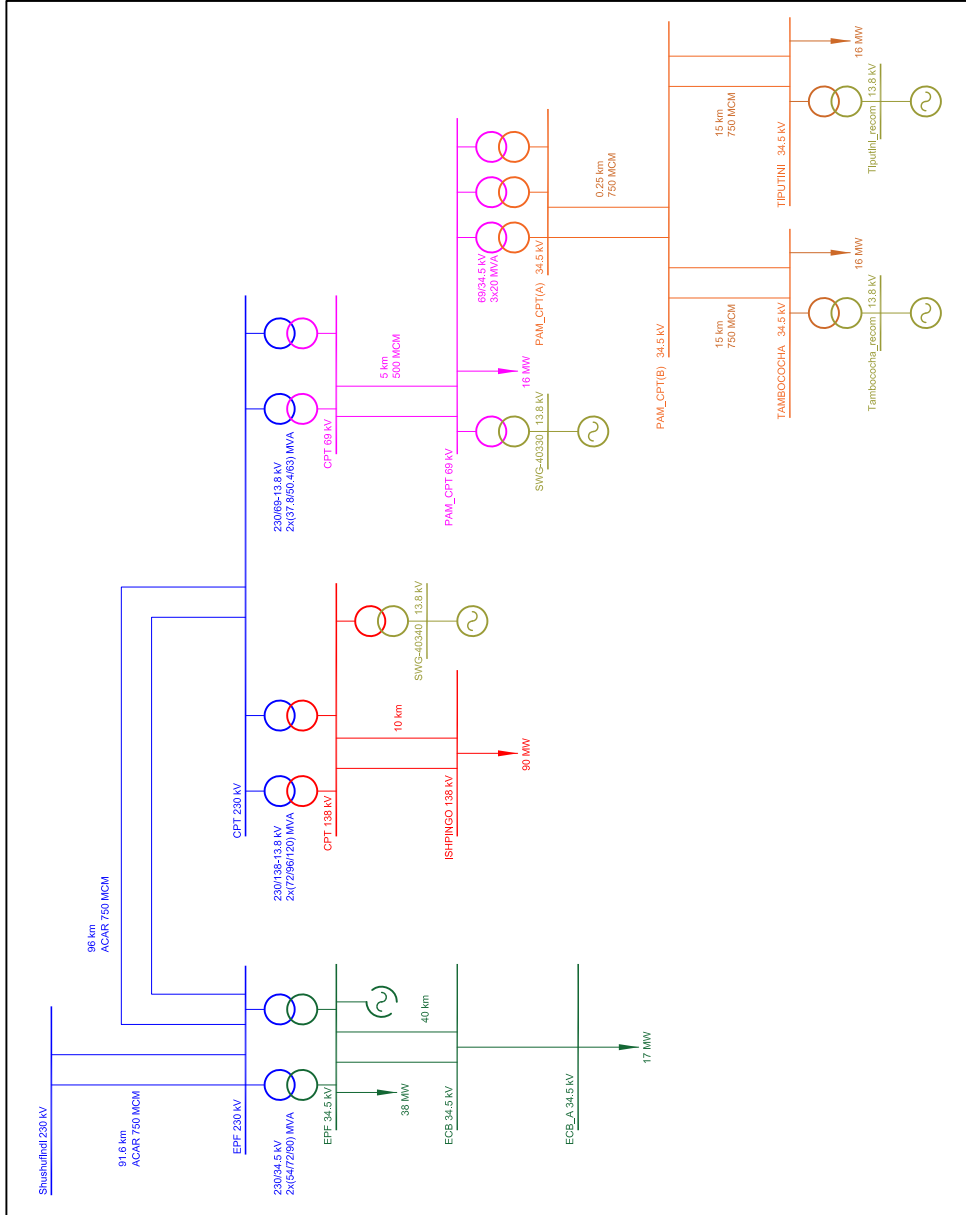 Shushufindi 230 kV
91.6 km
ACAR 750 MCM
EPF 230 kV
230/34.5 kV
2x(54/72/90) MVA
EPF 34.5 kV
38 MW
40 km
ECB 34.5 kV
ECB_A 34.5 kV
17 MW
96 km
ACAR 750 MCM
CPT 230 kV
230/138-13.8 kV
2x(72/96/120) MVA
CPT 138 kV
10 km
ISHPINGO 138 kV
90 MW
SWG-40340 13.8 kV
230/69-13.8 kV
2x(37.8/50.4/63) MVA
CPT 69 kV
5 km
500 MCM
PAM_CPT 69 kV
16 MW
SWG-40330 13.8 kV
69/34.5 kV
3x20 MVA
PAM_CPT(A) 34.5 kV
0.25 km
750 MCM
PAM_CPT(B) 34.5 kV
15 km
750 MCM
TAMBOCOCHA 34.5 kV
16 MW
Tambococha_recom 13.8 kV
15 km
750 MCM
TIPUTINI 34.5 kV
16 MW
Tiputini_recom 13.8 kV